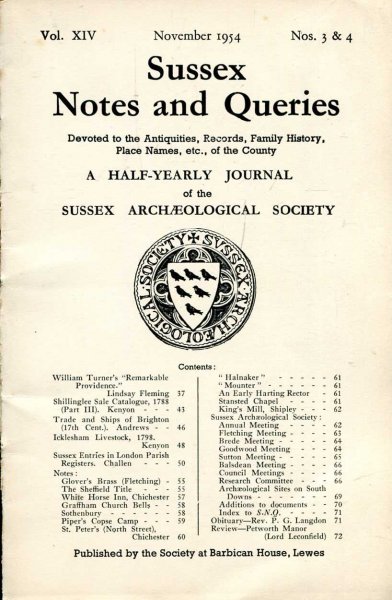 Vol. XIV November 1954 Nos. 3 & 4
Sussex
Notes and Queries
Devoted to the Antiquities, Records, Family History,
Place Names, etc., of the County
A HALF-YEARLY JOURNAL
of the
SUSSEX ARCHÆOLOGICAL SOCIETY
SUSSEX ARCHÆOLOGICAL SOCIETY
Contents:
William Turner's "Remarkable
Providence."
Lindsay Fleming 37
Shillinglee Sale Catalogue, 1788
(Part III). Kenyon - - - 43
Trade and Ships of Brighton
(17th Cent.). Andrews - - 46
Icklesham Livestock, 1798.
Kenyon 48
Sussex Entries in London Parish
Registers. Challen - - - 50
Notes:
Glover's Brass (Fletching) - 55
The Sheffield Title - - - 55
White Horse Inn, Chichester 57
Graffham Church Bells - - 58
Sothenbury - - - - - 58
Piper's Copse Camp - - - 59
St. Peter's (North Street),
Chichester 60
"Halnaker" - - - - - 61
"Mounter" - - - - - 61
An Early Harting Rector - 61
Stansted Chapel - - - - 61
King's Mill, Shipley - - - 62
Sussex Archæological Society:
Annual Meeting - - - - 62
Fletching Meeting - - - 63
Brede Meeting - - - - 64
Goodwood Meeting - - - 64
Sutton Meeting - - - - 65
Balsdean Meeting - - - 66
Council Meetings - - - - 66
Research Committee - - - 66
Archæological Sites on South
Downs - - - - - - 69
Additions to documents - - 70
Index to S.N.Q. - - - - 71
Obituary—Rev. P. G. Langdon 71
Review—Petworth Manor
(Lord Leconfield) 72
Published by the Society at Barbican House, Lewes